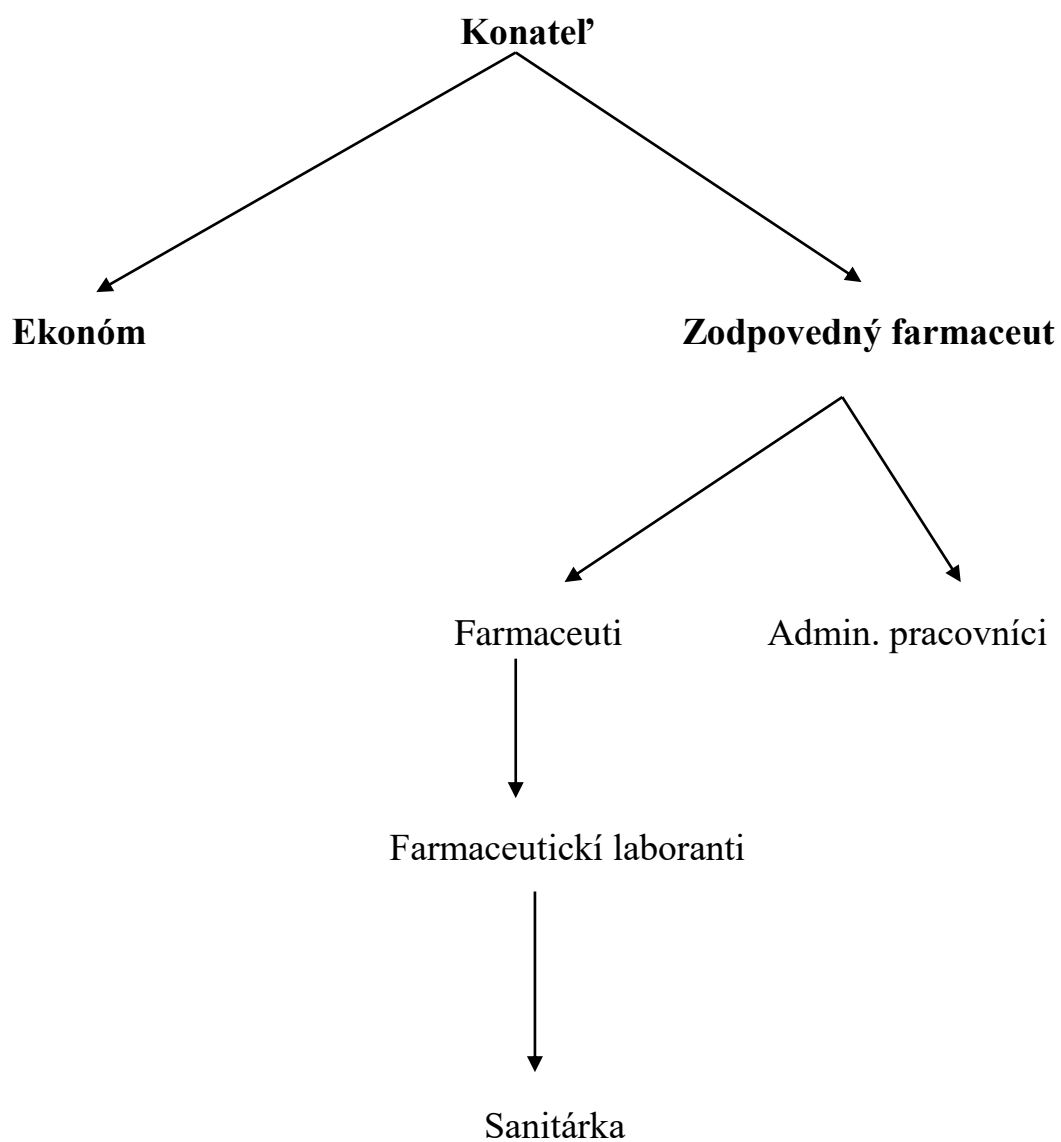 Konateľ
Ekonóm
Zodpovedný farmaceut
Farmaceuti
Admin. pracovníci
Farmaceutickí laboranti
Sanitárka